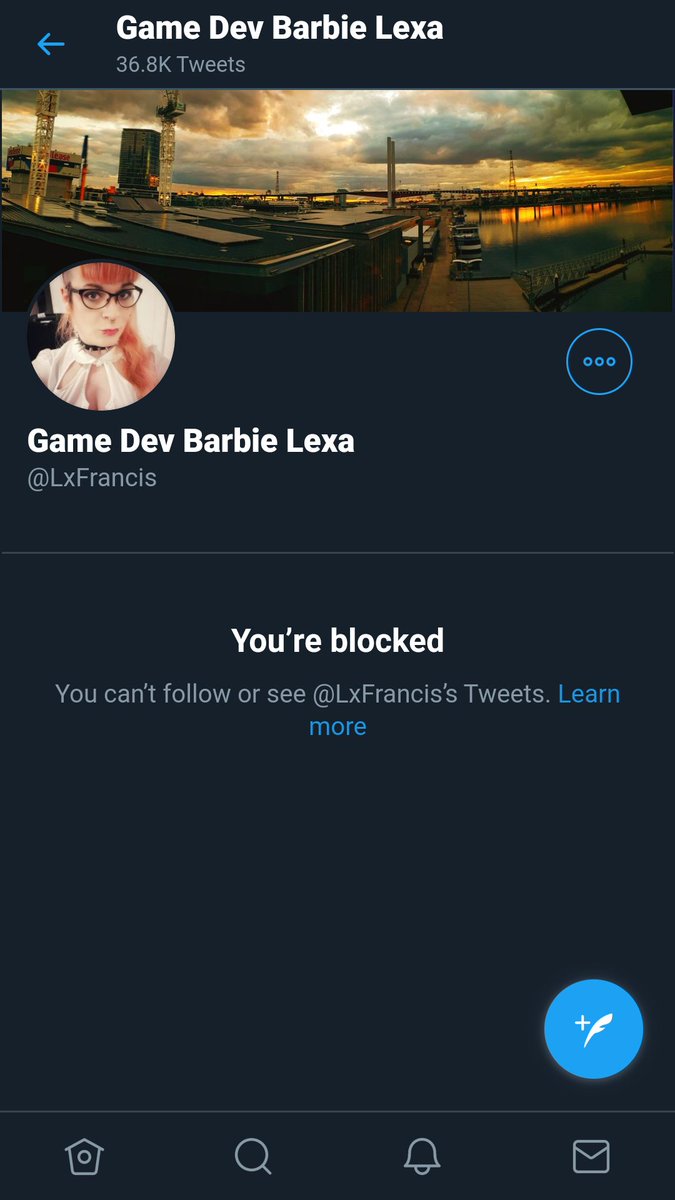 Game Dev Barbie Lexa
36.8K Tweets
Game Dev Barbie Lexa
@LxFrancis
You’re blocked
You can’t follow or see @LxFrancis’s Tweets. Learn
more